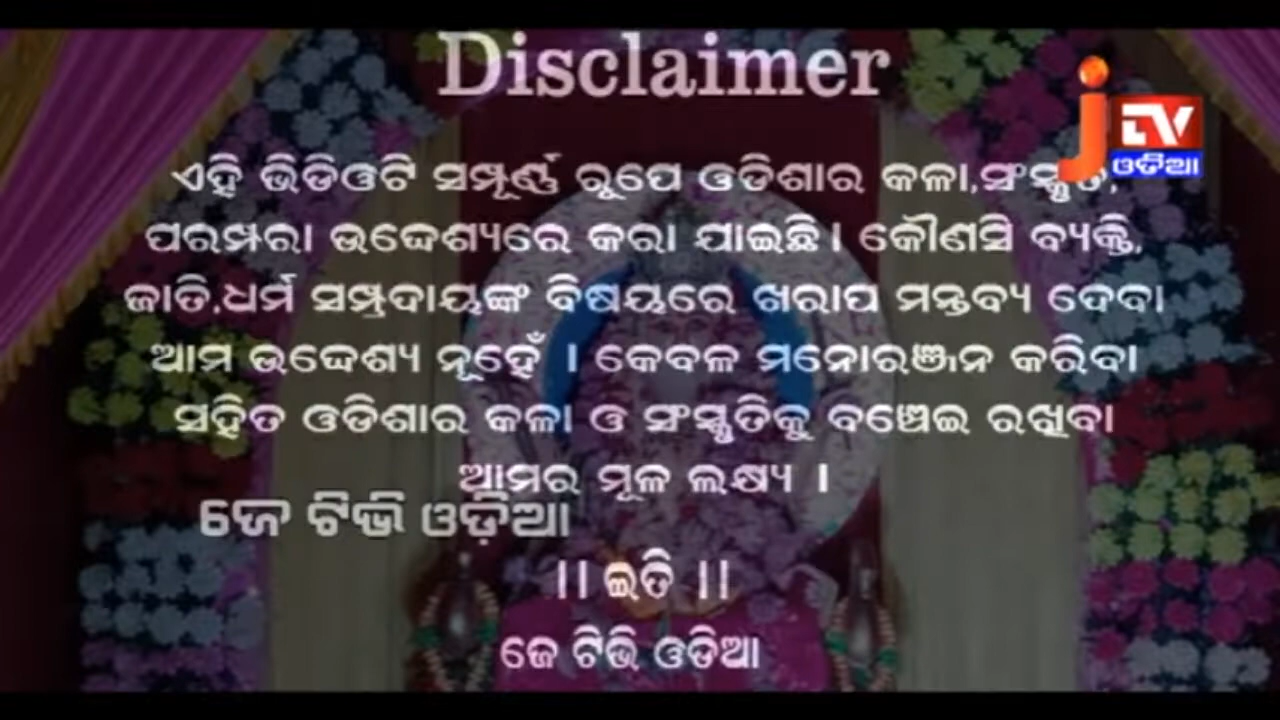 Disclaimer
j TV
ଓଡିଆ
ଏହି ଭିଡିଓଟି ସମ୍ପୂର୍ଣ୍ଣ ରୂପେ ଓଡିଶାର କଳା,
ପରମ୍ପରା ଉଦ୍ଦେଶ୍ୟରେ କରା ଯାଇଛି । କୌଣସି ବ୍ୟକ୍ତି,
ଜାତି,ଧର୍ମ ସମ୍ପ୍ରଦାୟଙ୍କ ବିଷୟରେ ଖରାପ ମନ୍ତବ୍ୟ ଦେବା
ଆମ ଉଦ୍ଦେଶ୍ୟ ନୂହେଁ । କେବଳ ମନୋରଞ୍ଜନ କରିବା
ସହିତ ଓଡିଶାର କଳା ଓ ସଂସ୍କୃତିକୁ ବଞ୍ଚେଇ ରଖିବା
ଆମର ମୂଳ ଲକ୍ଷ୍ୟ ।
ଜେ ଟିଭି ଓଡ଼ିଆ
।। ଇତି ।।
ଜେ ଟିଭି ଓଡିଆ